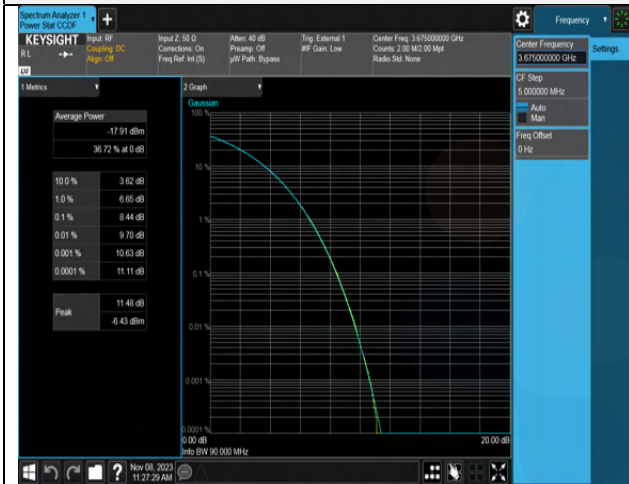 Spectrum Analyzer 1
Power Stat CCDF
Frequency
KEYSIGHT
RL
Input: RF
Coupling: DC
Align: Off
Input Z: 50 Ω
Corrections: On
Freq Ref: Int (S)
Atten: 40 dB
Preamp: Off
µW Path: Bypass
Trig: External 1
#IF Gain: Low
Center Freq: 3.675000000 GHz
Counts: 2.00 M/2.00 Mpt
Radio Std: None
Center Frequency
3.675000000 GHz
Settings
CF Step
5.000000 MHz
Auto
Man
Freq Offset
0 Hz
1 Metrics
Average Power
-17.91 dBm
36.72 % at 0 dB
10.0 % 3.62 dB
1.0 % 6.65 dB
0.1 % 8.44 dB
0.01 % 9.70 dB
0.001 % 10.63 dB
0.0001 % 11.11 dB
Peak
11.48 dB
-6.43 dBm
2 Graph
Gaussian
100 %
10 %
1 %
0.1 %
0.01 %
0.001 %
0.0001 %
0.00 dB 20.00 dB
Info BW 90.000 MHz
Nov 08, 2023
11:27:29 AM